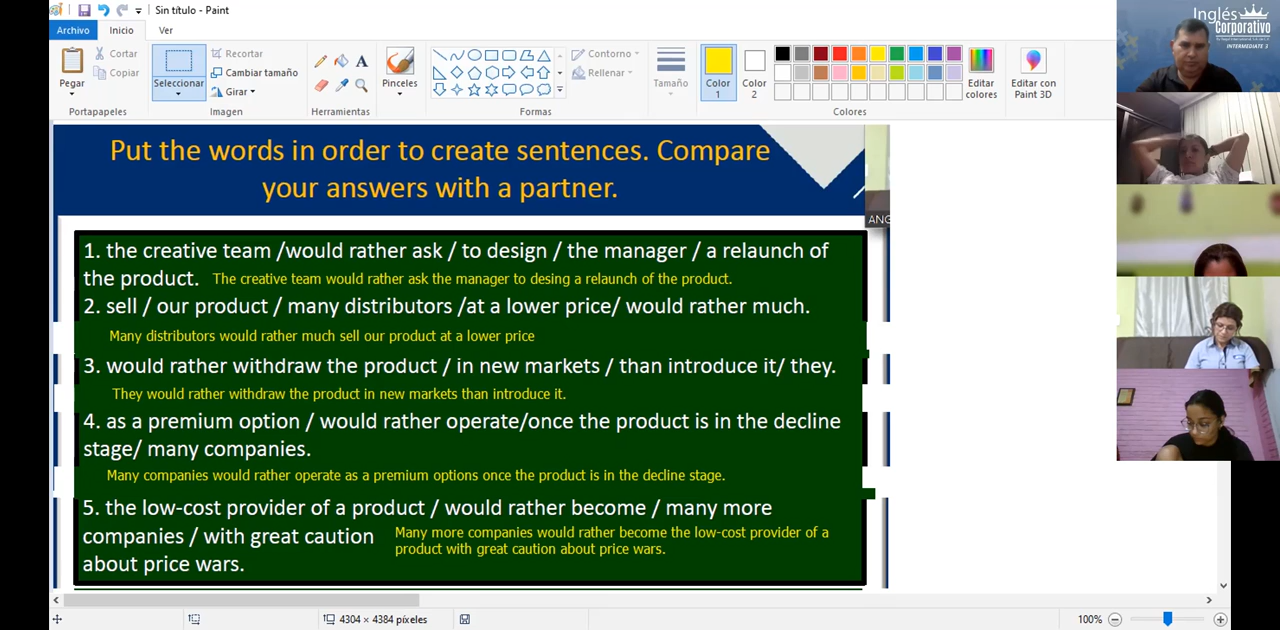 Sin título - Paint
Archivo
Inicio
Ver
Pegar
Cortar
Copiar
Portapapeles
Seleccionar
Recortar
Cambiar tamaño
Girar
Imagen
A
Herramientas
Pinceles
Contorno
Rellenar
Formas
Tamaño
Color
1
Color
2
Editar
colores
Editar con
Paint 3D
Colores
Inglés
Corporativo
INTERMEDIATE 3
Put the words in order to create sentences. Compare
your answers with a partner.
ANG
1. the creative team /would rather ask / to design / the manager / a relaunch of
the product. The creative team would rather ask the manager to desing a relaunch of the product.
2. sell / our product / many distributors /at a lower price/ would rather much.
Many distributors would rather much sell our product at a lower price
3. would rather withdraw the product / in new markets / than introduce it/ they.
They would rather withdraw the product in new markets than introduce it.
4. as a premium option / would rather operate/once the product is in the decline
stage/ many companies.
Many companies would rather operate as a premium options once the product is in the decline stage.
5. the low-cost provider of a product / would rather become / many more
companies / with great caution
about price wars.
Many more companies would rather become the low-cost provider of a
product with great caution about price wars.
4304 × 4384 píxeles
100%